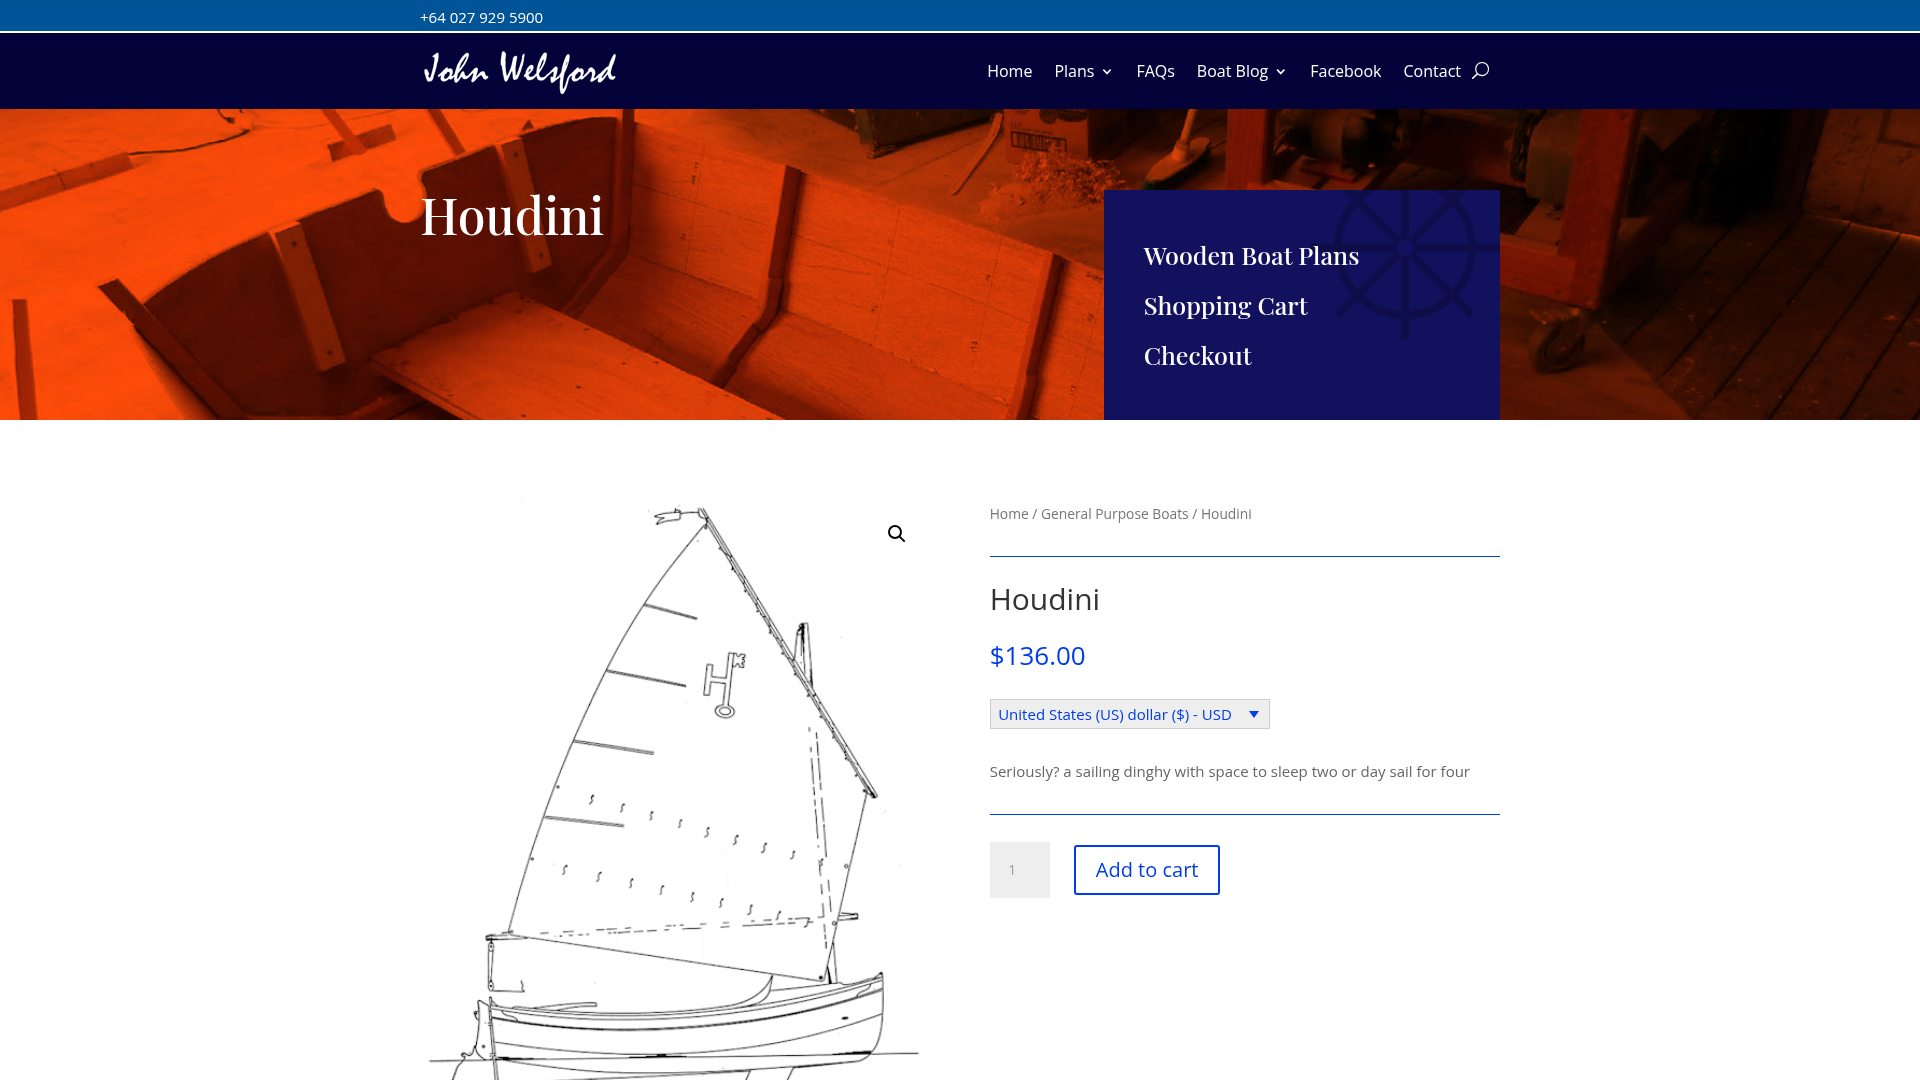 +64 027 929 5900
John Welsford
Home
Plans
FAQs
Boat Blog
Facebook
Contact
Houdini
Wooden Boat Plans
Shopping Cart
Checkout
Home / General Purpose Boats / Houdini
Houdini
$136.00
United States (US) dollar ($) - USD
Seriously? a sailing dinghy with space to sleep two or day sail for four
1
Add to cart
H